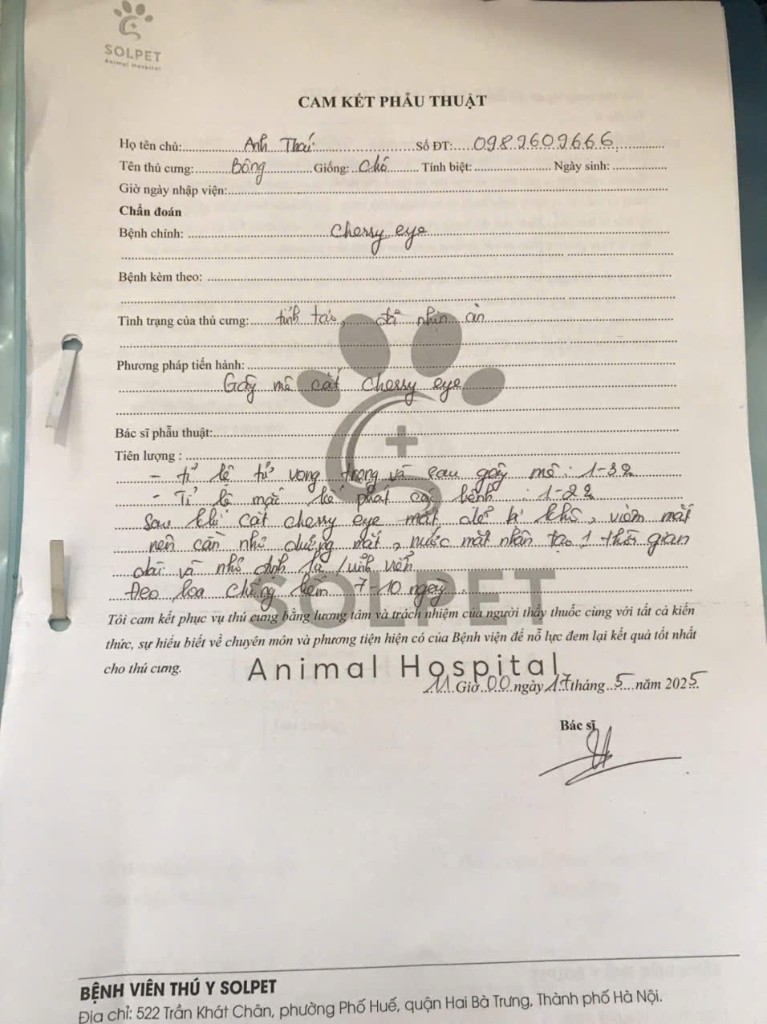 SOLPET
Animal Hospital
CAM KẾT PHẪU THUẬT
Họ tên chủ: Anh Thái Số ĐT: 0989609666
Tên thú cưng: Bông Giống: Chó Tính biệt: Ngày sinh:
Giờ ngày nhập viện:
Chẩn đoán
Bệnh chính: cherry eye
Bệnh kèm theo:
Tình trạng của thú cưng: tỉnh táo, đã nhịn ăn
Phương pháp tiến hành:
Gây mê cắt cherry eye
Bác sĩ phẫu thuật:
Tiên lượng :
- tỉ lệ tử vong trong và sau gây mê : 1-3%
- Tỉ lệ mắc kế phát các bệnh : 1-2%
Sau khi cắt cherry eye mắt dễ bị khô, viêm mắt
nên cần nhỏ dưỡng mắt, nước mắt nhân tạo 1 thời gian
dài và nhỏ định kỳ / vĩnh viễn
Đeo loa chống liếm 7-10 ngày
SOLPET
Tôi cam kết phục vụ thú cưng bằng lương tâm và trách nhiệm của người thầy thuốc cùng với tất cả kiến
thức, sự hiểu biết về chuyên môn và phương tiện hiện có của Bệnh viện để nỗ lực đem lại kết quả tốt nhất
cho thú cưng.
Animal Hospital
11 Giờ 00 ngày 17 tháng 5 năm 2025
Bác sĩ
BỆNH VIỆN THÚ Y SOLPET
Địa chỉ: 522 Trần Khát Chân, phường Phố Huế, quận Hai Bà Trưng, Thành phố Hà Nội.